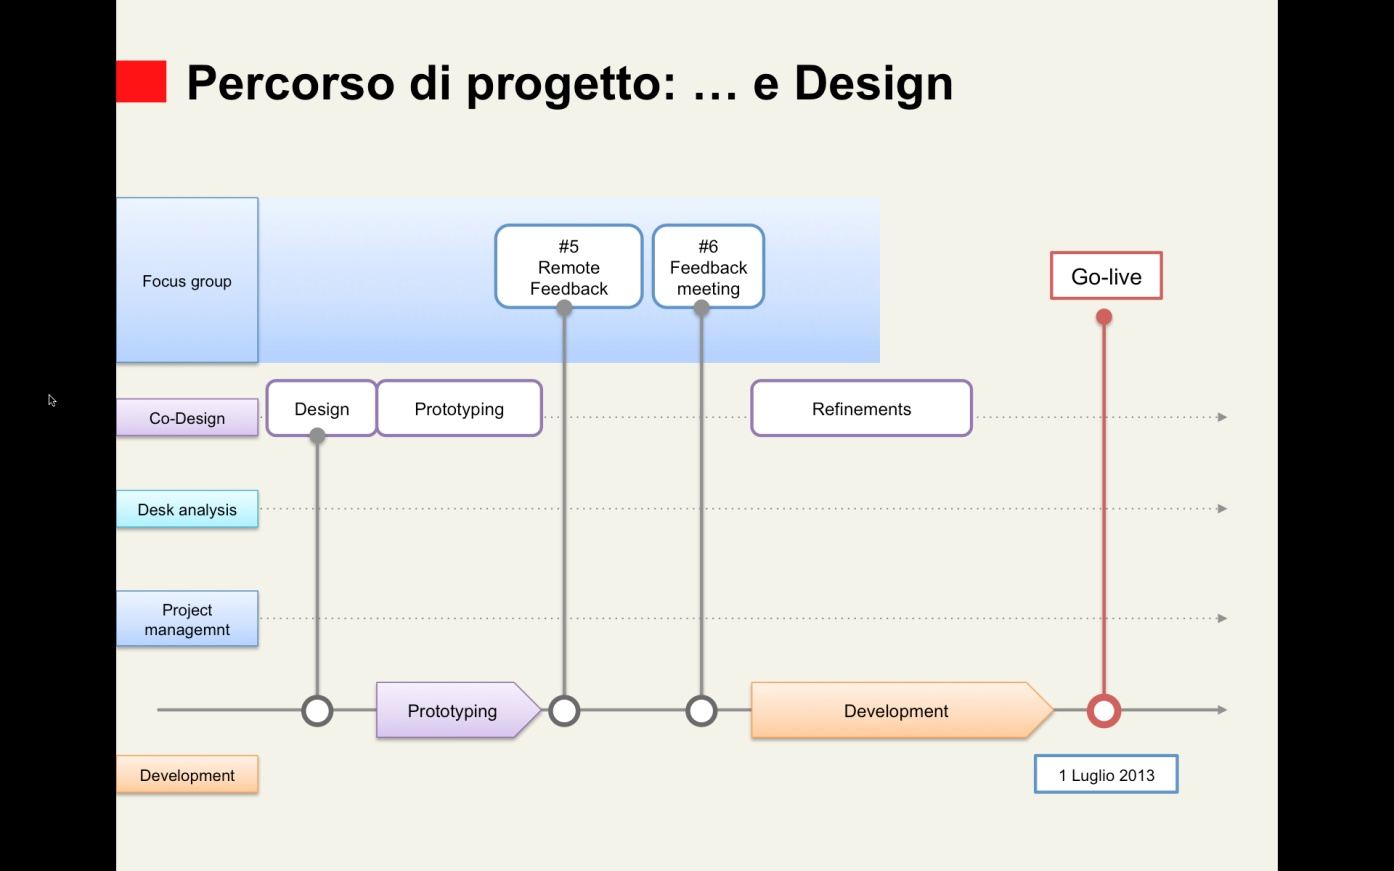 Percorso di progetto: … e Design
Focus group
#5
Remote
Feedback
#6
Feedback
meeting
Go-live
Co-Design
Design
Prototyping
Refinements
Desk analysis
Project
managemnt
Prototyping
Development
Development
1 Luglio 2013